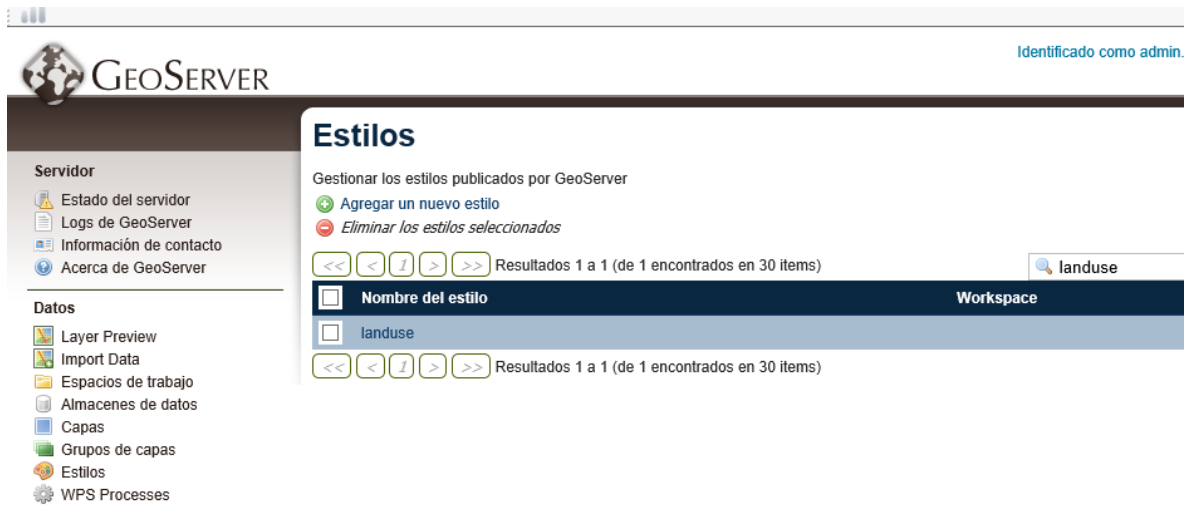 Identificado como admin.
GEOSERVER
Servidor
Estado del servidor
Logs de GeoServer
Información de contacto
Acerca de GeoServer
Datos
Layer Preview
Import Data
Espacios de trabajo
Almacenes de datos
Capas
Grupos de capas
Estilos
WPS Processes
Estilos
Gestionar los estilos publicados por GeoServer
Agregar un nuevo estilo
Eliminar los estilos seleccionados
<< < 1 > >> Resultados 1 a 1 (de 1 encontrados en 30 items) landuse
Nombre del estilo Workspace
landuse
<< < 1 > >> Resultados 1 a 1 (de 1 encontrados en 30 items)